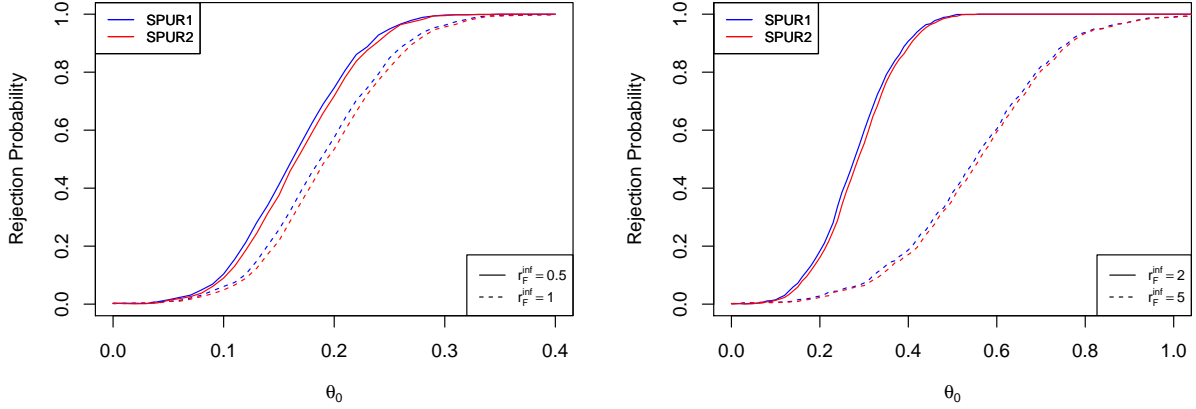 SPUR1
SPUR2
Rejection Probability
0.0 0.2 0.4 0.6 0.8 1.0
r_F^inf = 0.5
r_F^inf = 1
0.0 0.1 0.2 0.3 0.4
θ₀
SPUR1
SPUR2
Rejection Probability
0.0 0.2 0.4 0.6 0.8 1.0
r_F^inf = 2
r_F^inf = 5
0.0 0.2 0.4 0.6 0.8 1.0
θ₀